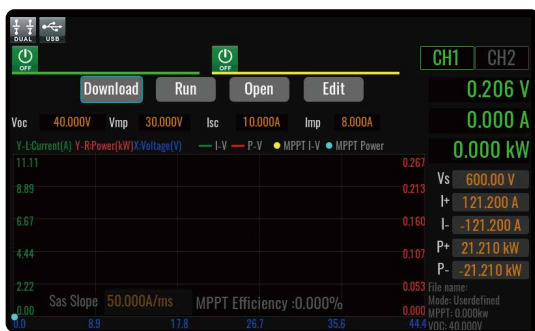 DUAL USB
OFF OFF
CH1 CH2
Download Run Open Edit
0.206 V
0.000 A
0.000 kW
Voc 40.000V Vmp 30.000V Isc 10.000A Imp 8.000A
Y-L:Current(A) Y-R:Power(kW) X:Voltage(V) I-V P-V MPPT I-V MPPT Power
11.11 0.267
8.89 0.213
6.67 0.160
4.44 0.107
2.22 0.053
0.00 0.000
Sas Slope 50.000A/ms MPPT Efficiency :0.000%
0.0 8.9 17.8 26.7 35.6 44.4
Vs 600.00 V
I+ 121.200 A
I- -121.200 A
P+ 21.210 kW
P- -21.210 kW
File name:
Mode: Userdefined
MPPT: 0.000kw
VOC: 40.000V